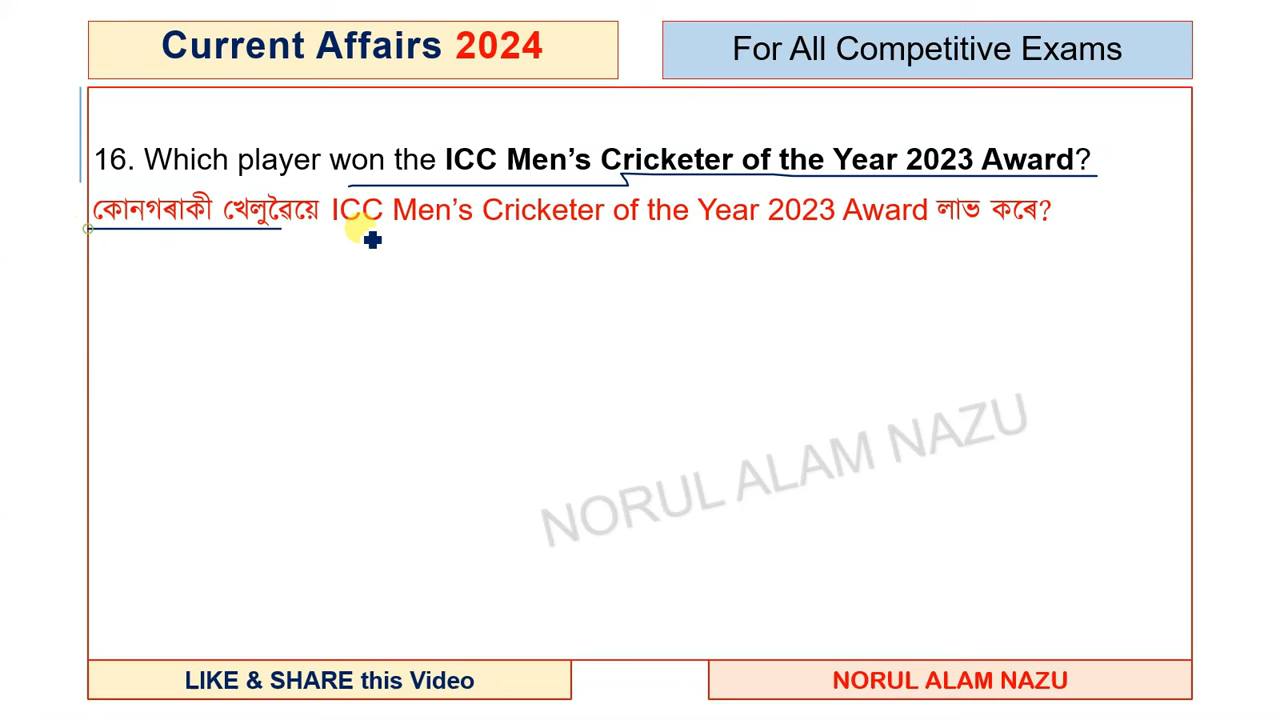 Current Affairs 2024
For All Competitive Exams
16. Which player won the ICC Men's Cricketer of the Year 2023 Award?
কোনগৰাকী খেলুৱৈয়ে ICC Men's Cricketer of the Year 2023 Award লাভ কৰে?
NORUL ALAM NAZU
LIKE & SHARE this Video
NORUL ALAM NAZU